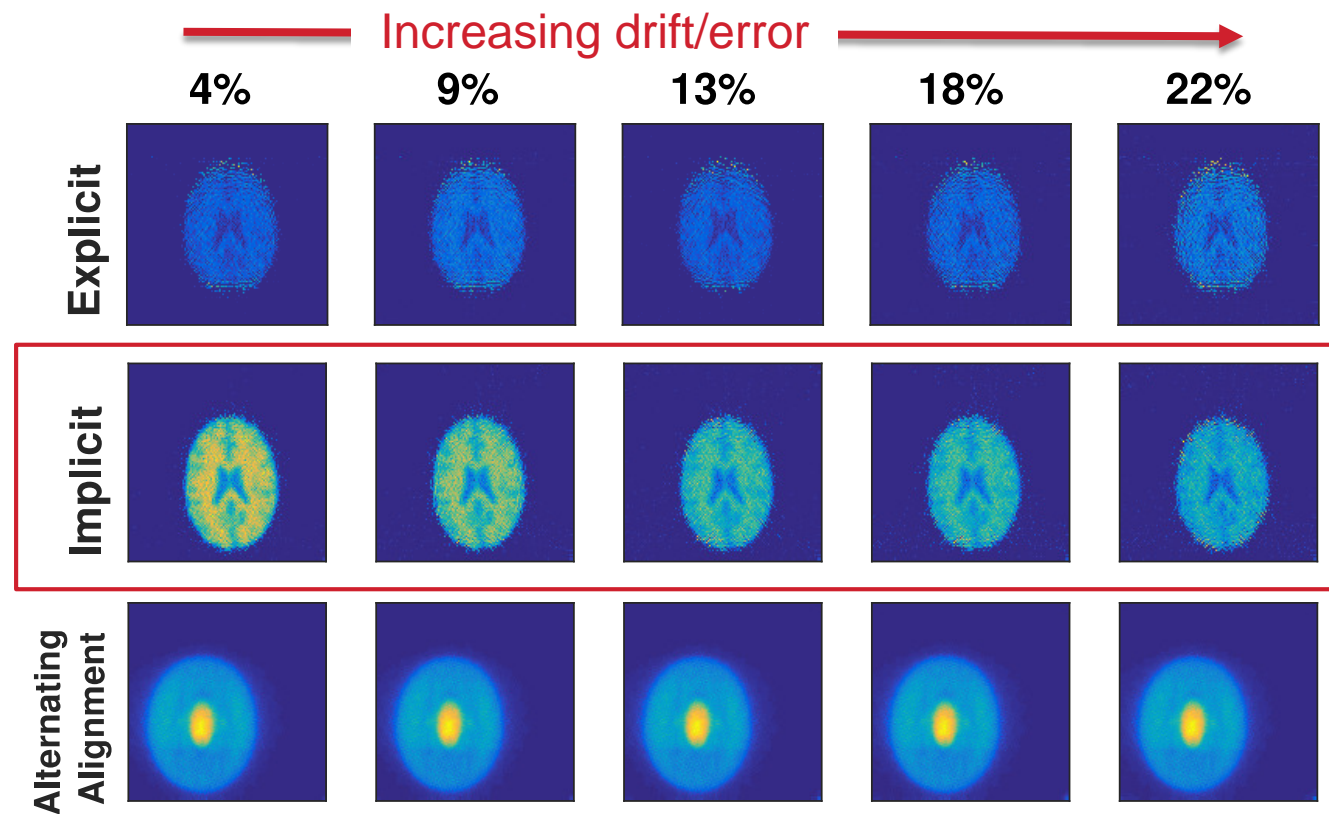 Increasing drift/error
4% 9% 13% 18% 22%
Explicit
Implicit
Alternating
Alignment